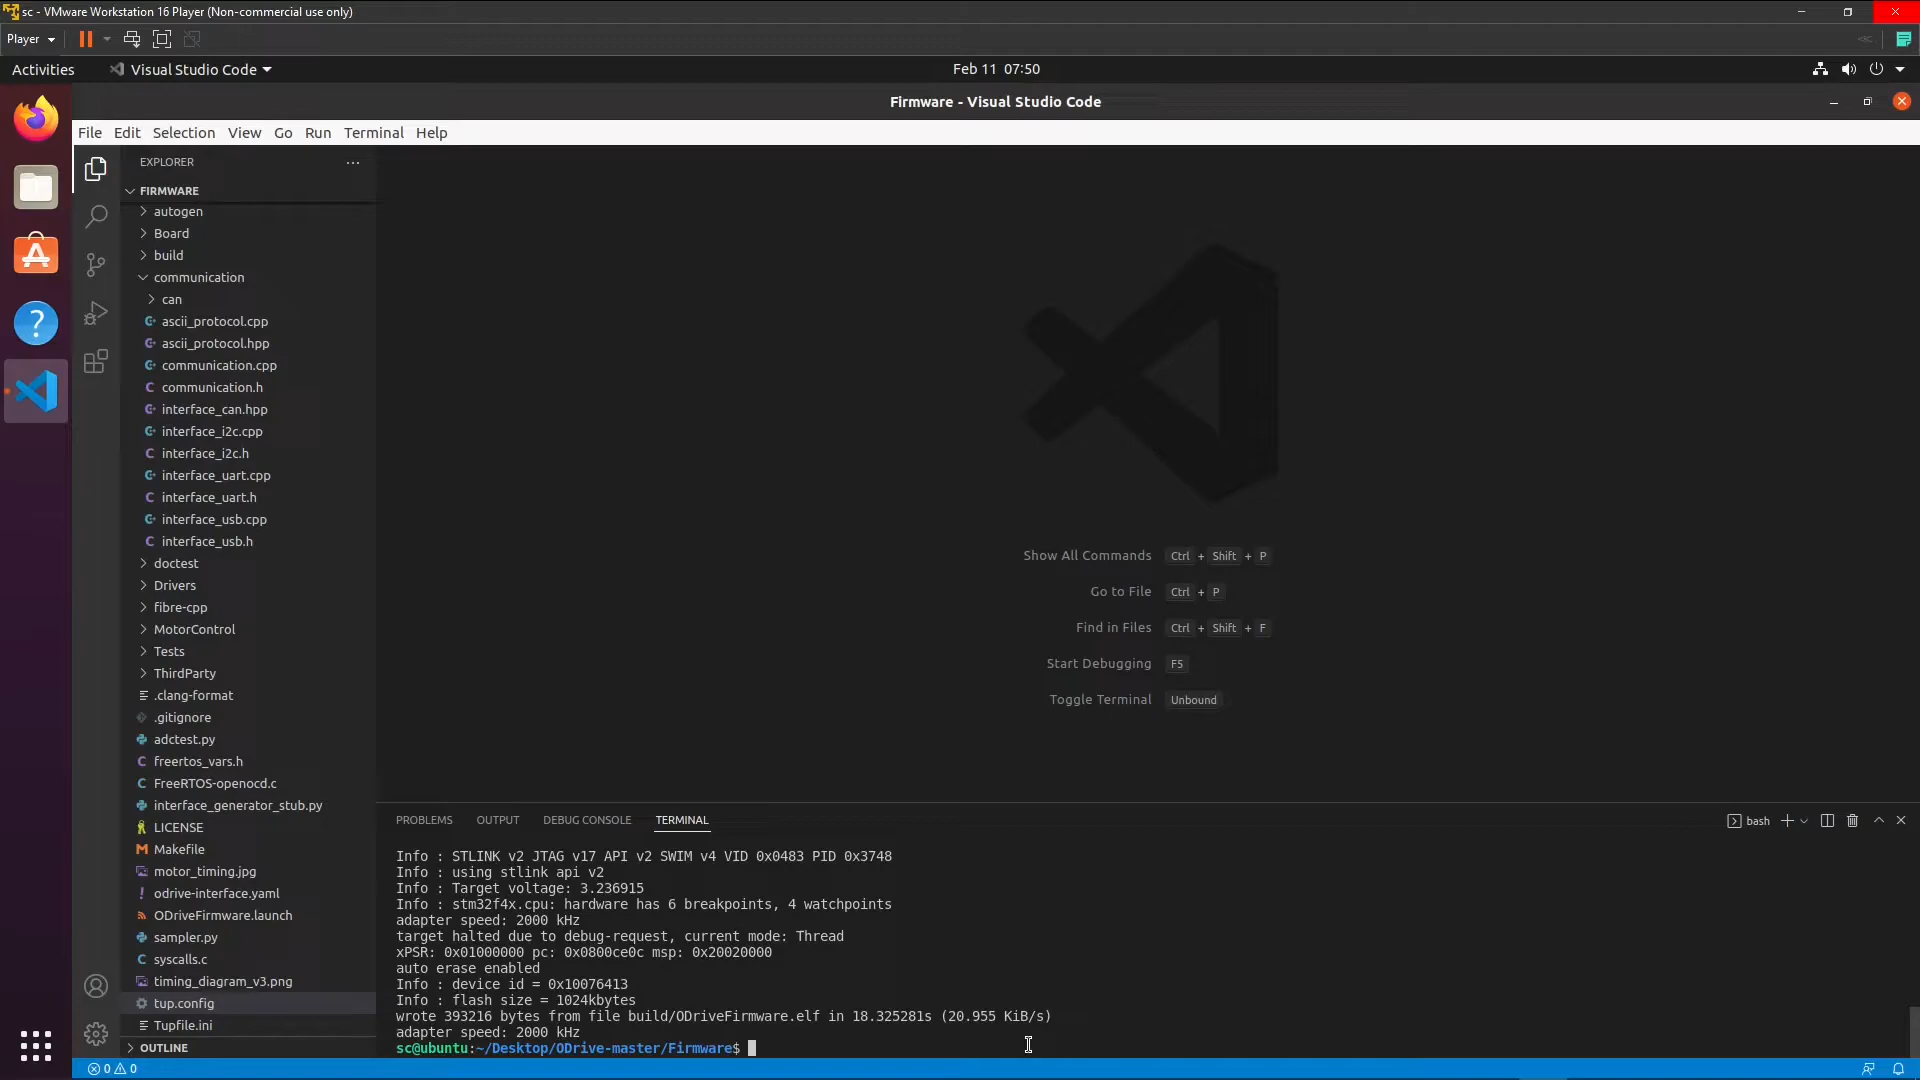 sc - VMware Workstation 16 Player (Non-commercial use only)
Player
Activities
Visual Studio Code
Feb 11 07:50
Firmware - Visual Studio Code
File Edit Selection View Go Run Terminal Help
EXPLORER
FIRMWARE
autogen
Board
build
communication
can
ascii_protocol.cpp
ascii_protocol.hpp
communication.cpp
communication.h
interface_can.hpp
interface_i2c.cpp
interface_i2c.h
interface_uart.cpp
interface_uart.h
interface_usb.cpp
interface_usb.h
doctest
Drivers
fibre-cpp
MotorControl
Tests
ThirdParty
.clang-format
.gitignore
adctest.py
freertos_vars.h
FreeRTOS-openocd.c
interface_generator_stub.py
LICENSE
Makefile
motor_timing.jpg
odrive-interface.yaml
ODriveFirmware.launch
sampler.py
syscalls.c
timing_diagram_v3.png
tup.config
Tupfile.ini
OUTLINE
Show All Commands Ctrl + Shift + P
Go to File Ctrl + P
Find in Files Ctrl + Shift + F
Start Debugging F5
Toggle Terminal Unbound
PROBLEMS OUTPUT DEBUG CONSOLE TERMINAL
bash
Info : STLINK v2 JTAG v17 API v2 SWIM v4 VID 0x0483 PID 0x3748
Info : using stlink api v2
Info : Target voltage: 3.236915
Info : stm32f4x.cpu: hardware has 6 breakpoints, 4 watchpoints
adapter speed: 2000 kHz
target halted due to debug-request, current mode: Thread
xPSR: 0x01000000 pc: 0x0800ce0c msp: 0x20020000
auto erase enabled
Info : device id = 0x10076413
Info : flash size = 1024kbytes
wrote 393216 bytes from file build/ODriveFirmware.elf in 18.325281s (20.955 KiB/s)
adapter speed: 2000 kHz
sc@ubuntu:~/Desktop/ODrive-master/Firmware$
0 0